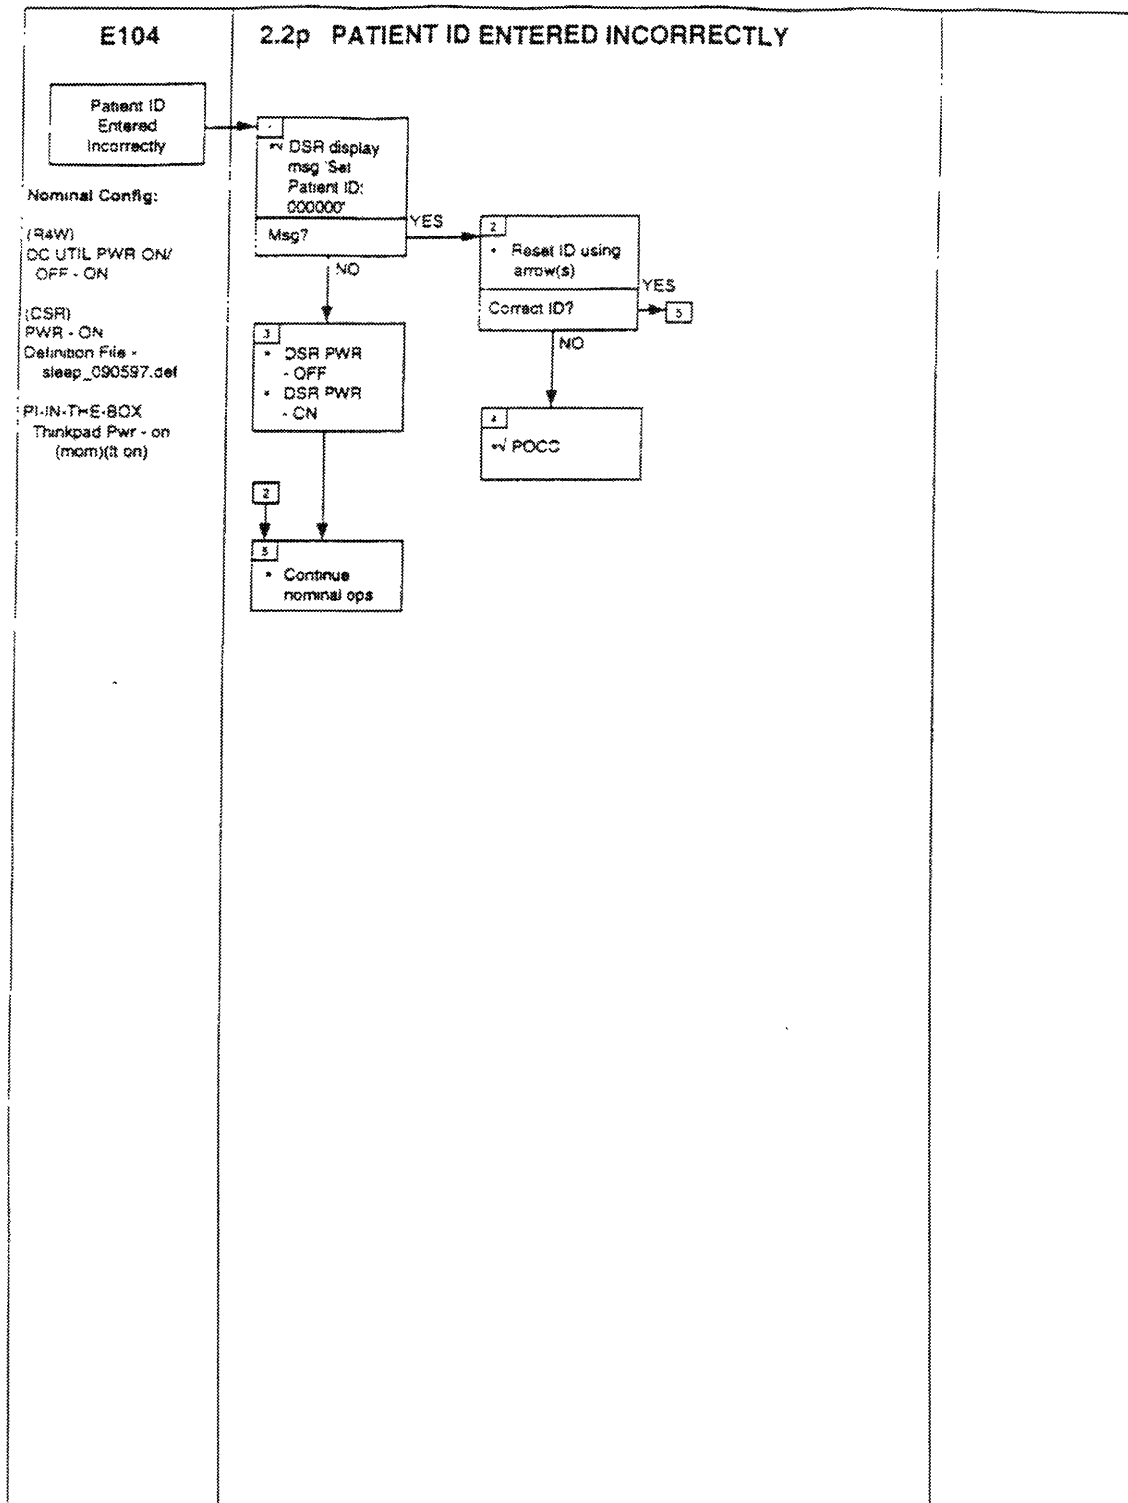 E104
2.2p PATIENT ID ENTERED INCORRECTLY
Patient ID
Entered
Incorrectly
Nominal Config:
(R4W)
DC UTIL PWR ON/
OFF - ON
(CSR)
PWR - ON
Definition File -
sleep_090597.def
PI-IN-THE-BOX
Thinkpad Pwr - on
(mom)(lt on)
•√ DSR display
msg 'Set
Patient ID:
000000"
Msg?
YES
NO
2
• Reset ID using
arrow(s)
Correct ID?
YES
5
NO
3
• DSR PWR
- OFF
• DSR PWR
- ON
4
•√ POCC
2
5
• Continue
nominal ops